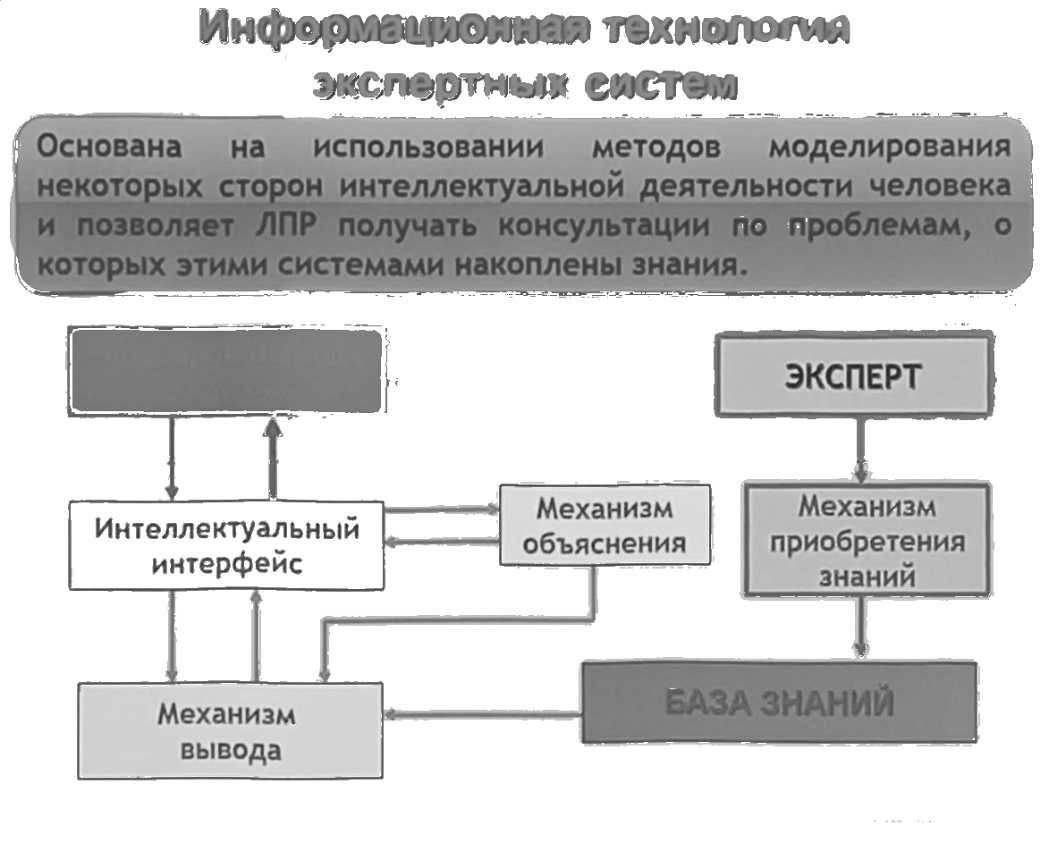 Информационная технология
экспертных систем
Основана на использовании методов моделирования
некоторых сторон интеллектуальной деятельности человека
и позволяет ЛПР получать консультации по проблемам, о
которых этими системами накоплены знания.
ЭКСПЕРТ
Интеллектуальный
интерфейс
Механизм
объяснения
Механизм
приобретения
знаний
Механизм
вывода
БАЗА ЗНАНИЙ